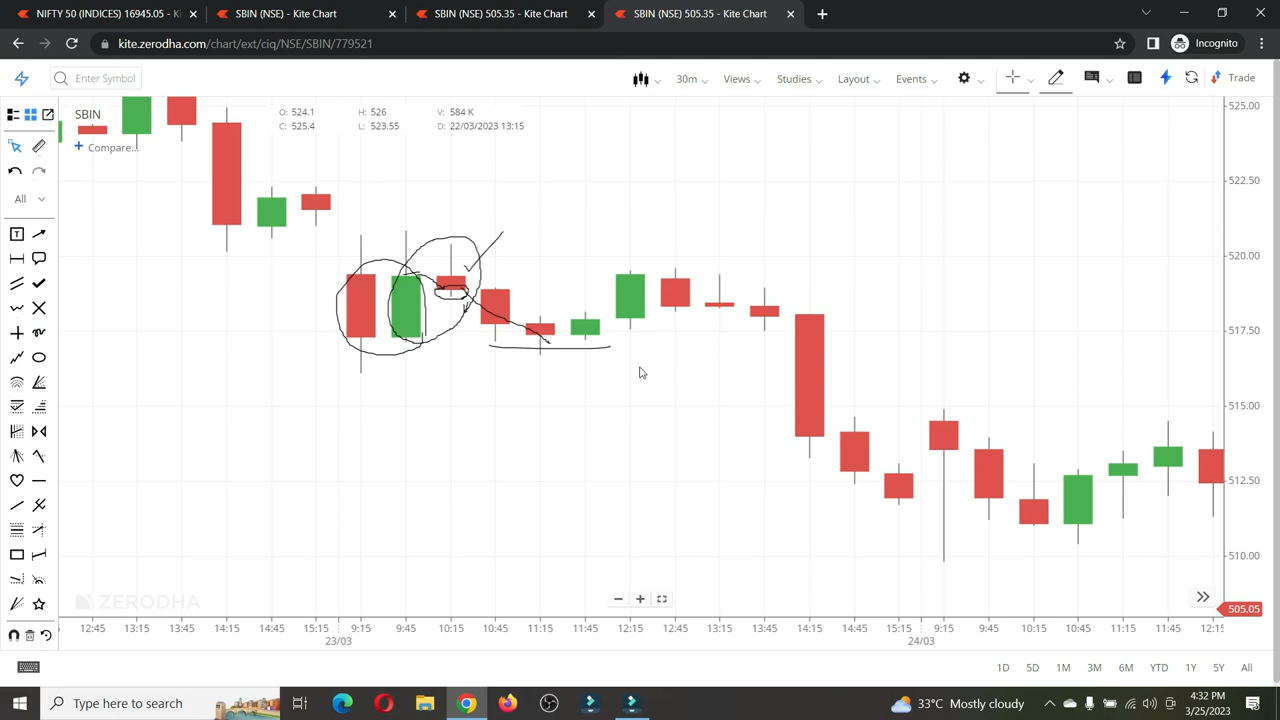 NIFTY 50 (INDICES) 16945.05 - Ki
SBIN (NSE) - Kite Chart
SBIN (NSE) 505.35 - Kite Chart
SBIN (NSE) 505.35 - Kite Chart
kite.zerodha.com/chart/ext/ciq/NSE/SBIN/779521
Incognito
Enter Symbol
30m
Views
Studies
Layout
Events
Trade
SBIN
O: 524.1 H: 526 V: 584 K
C: 525.4 L: 523.55 D: 22/03/2023 13:15
Compare...
All
T
525.00
522.50
520.00
517.50
515.00
512.50
510.00
505.05
ZERODHA
12:45 13:15 13:45 14:15 14:45 15:15 9:15 9:45 10:15 10:45 11:15 11:45 12:15 12:45 13:15 13:45 14:15 14:45 15:15 9:15 9:45 10:15 10:45 11:15 11:45 12:15
23/03 24/03
1D 5D 1M 3M 6M YTD 1Y 5Y All
Type here to search
33°C Mostly cloudy
4:32 PM
3/25/2023